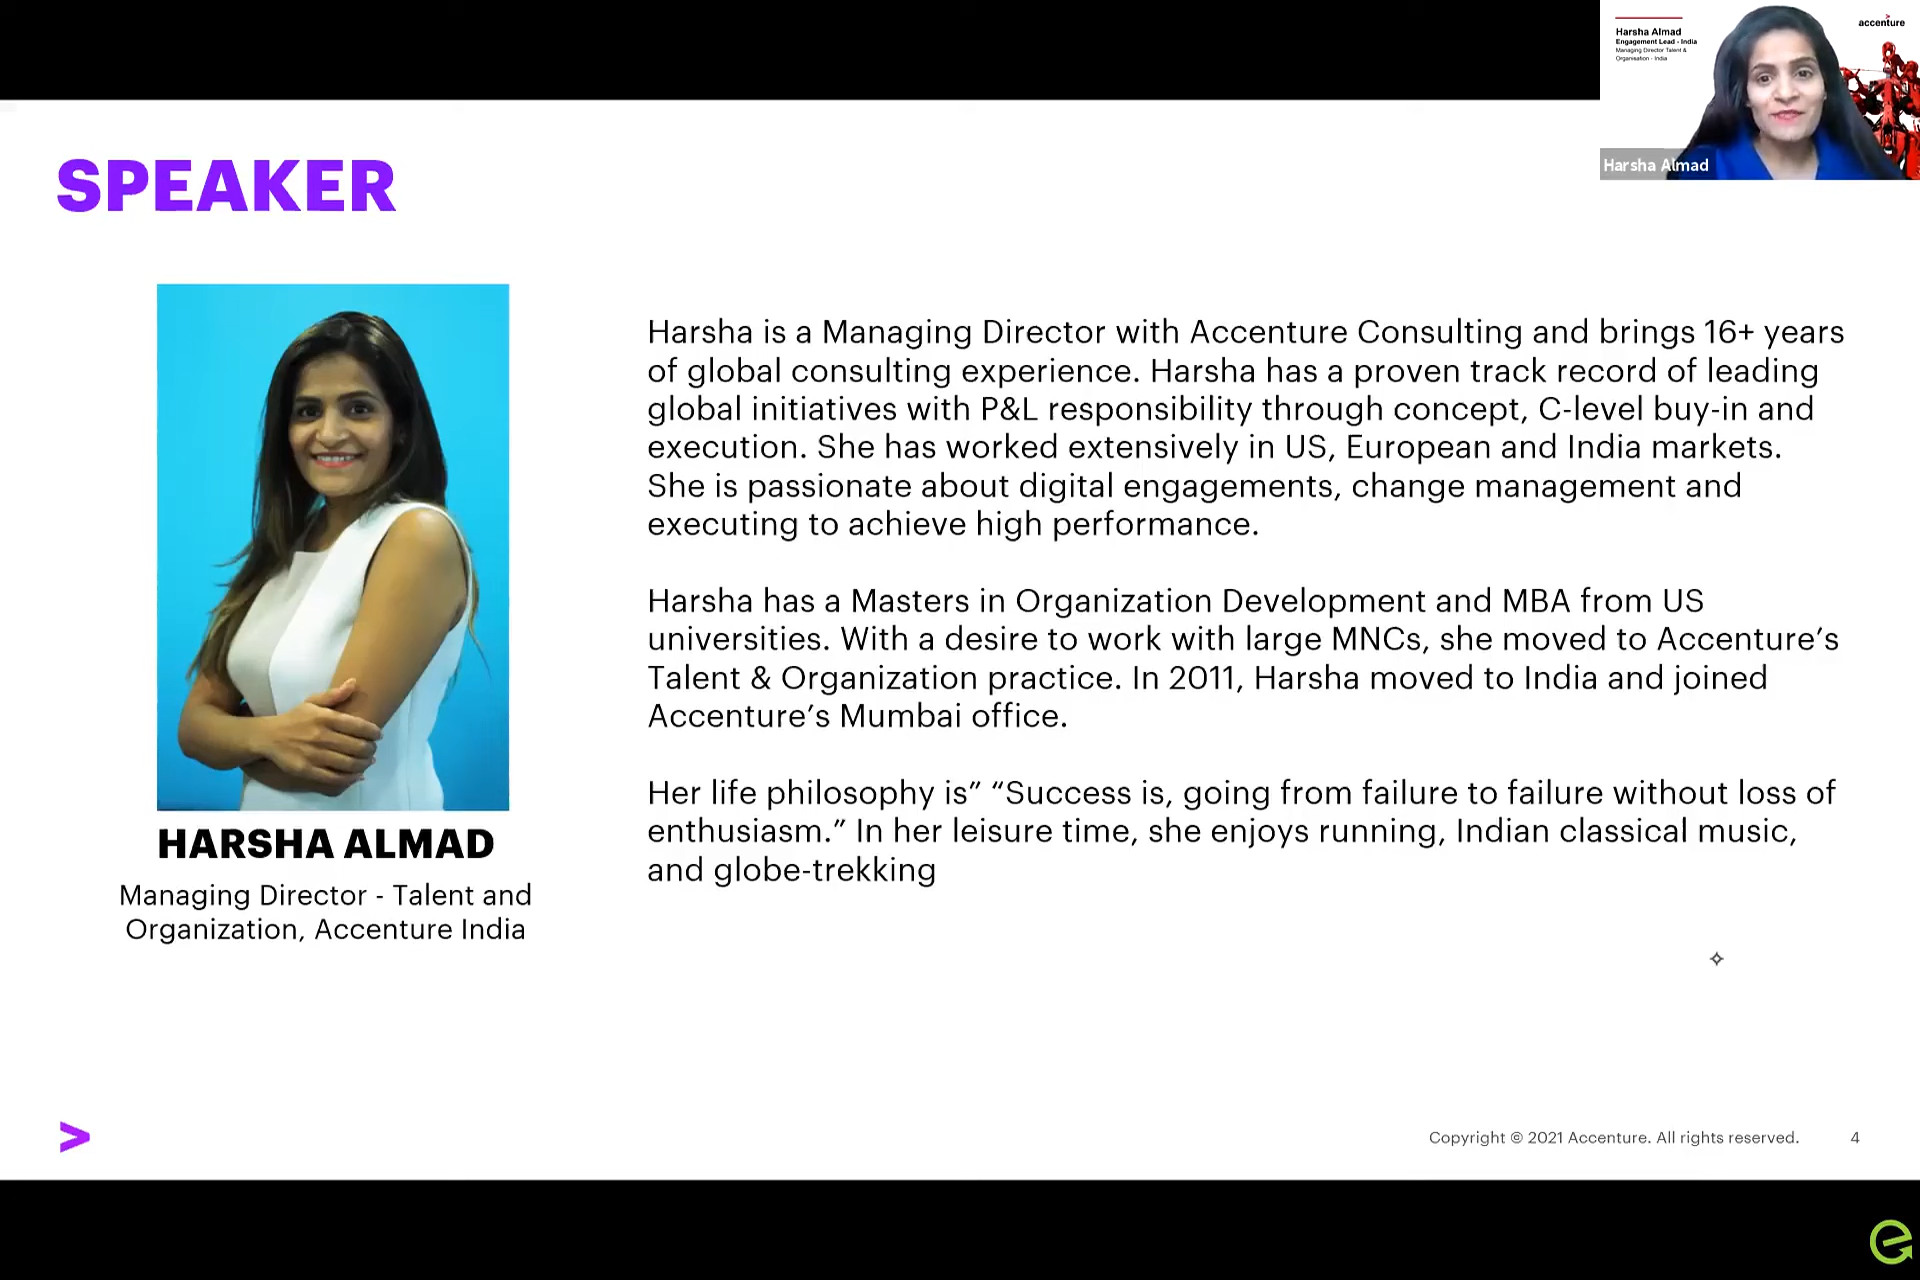 Harsha Almad
Engagement Lead - India
Managing Director Talent &
Organisation - India
accenture
Harsha Almad
SPEAKER
Harsha is a Managing Director with Accenture Consulting and brings 16+ years
of global consulting experience. Harsha has a proven track record of leading
global initiatives with P&L responsibility through concept, C-level buy-in and
execution. She has worked extensively in US, European and India markets.
She is passionate about digital engagements, change management and
executing to achieve high performance.
Harsha has a Masters in Organization Development and MBA from US
universities. With a desire to work with large MNCs, she moved to Accenture’s
Talent & Organization practice. In 2011, Harsha moved to India and joined
Accenture’s Mumbai office.
Her life philosophy is” “Success is, going from failure to failure without loss of
enthusiasm.” In her leisure time, she enjoys running, Indian classical music,
and globe-trekking
HARSHA ALMAD
Managing Director - Talent and
Organization, Accenture India
>
Copyright © 2021 Accenture. All rights reserved.
4